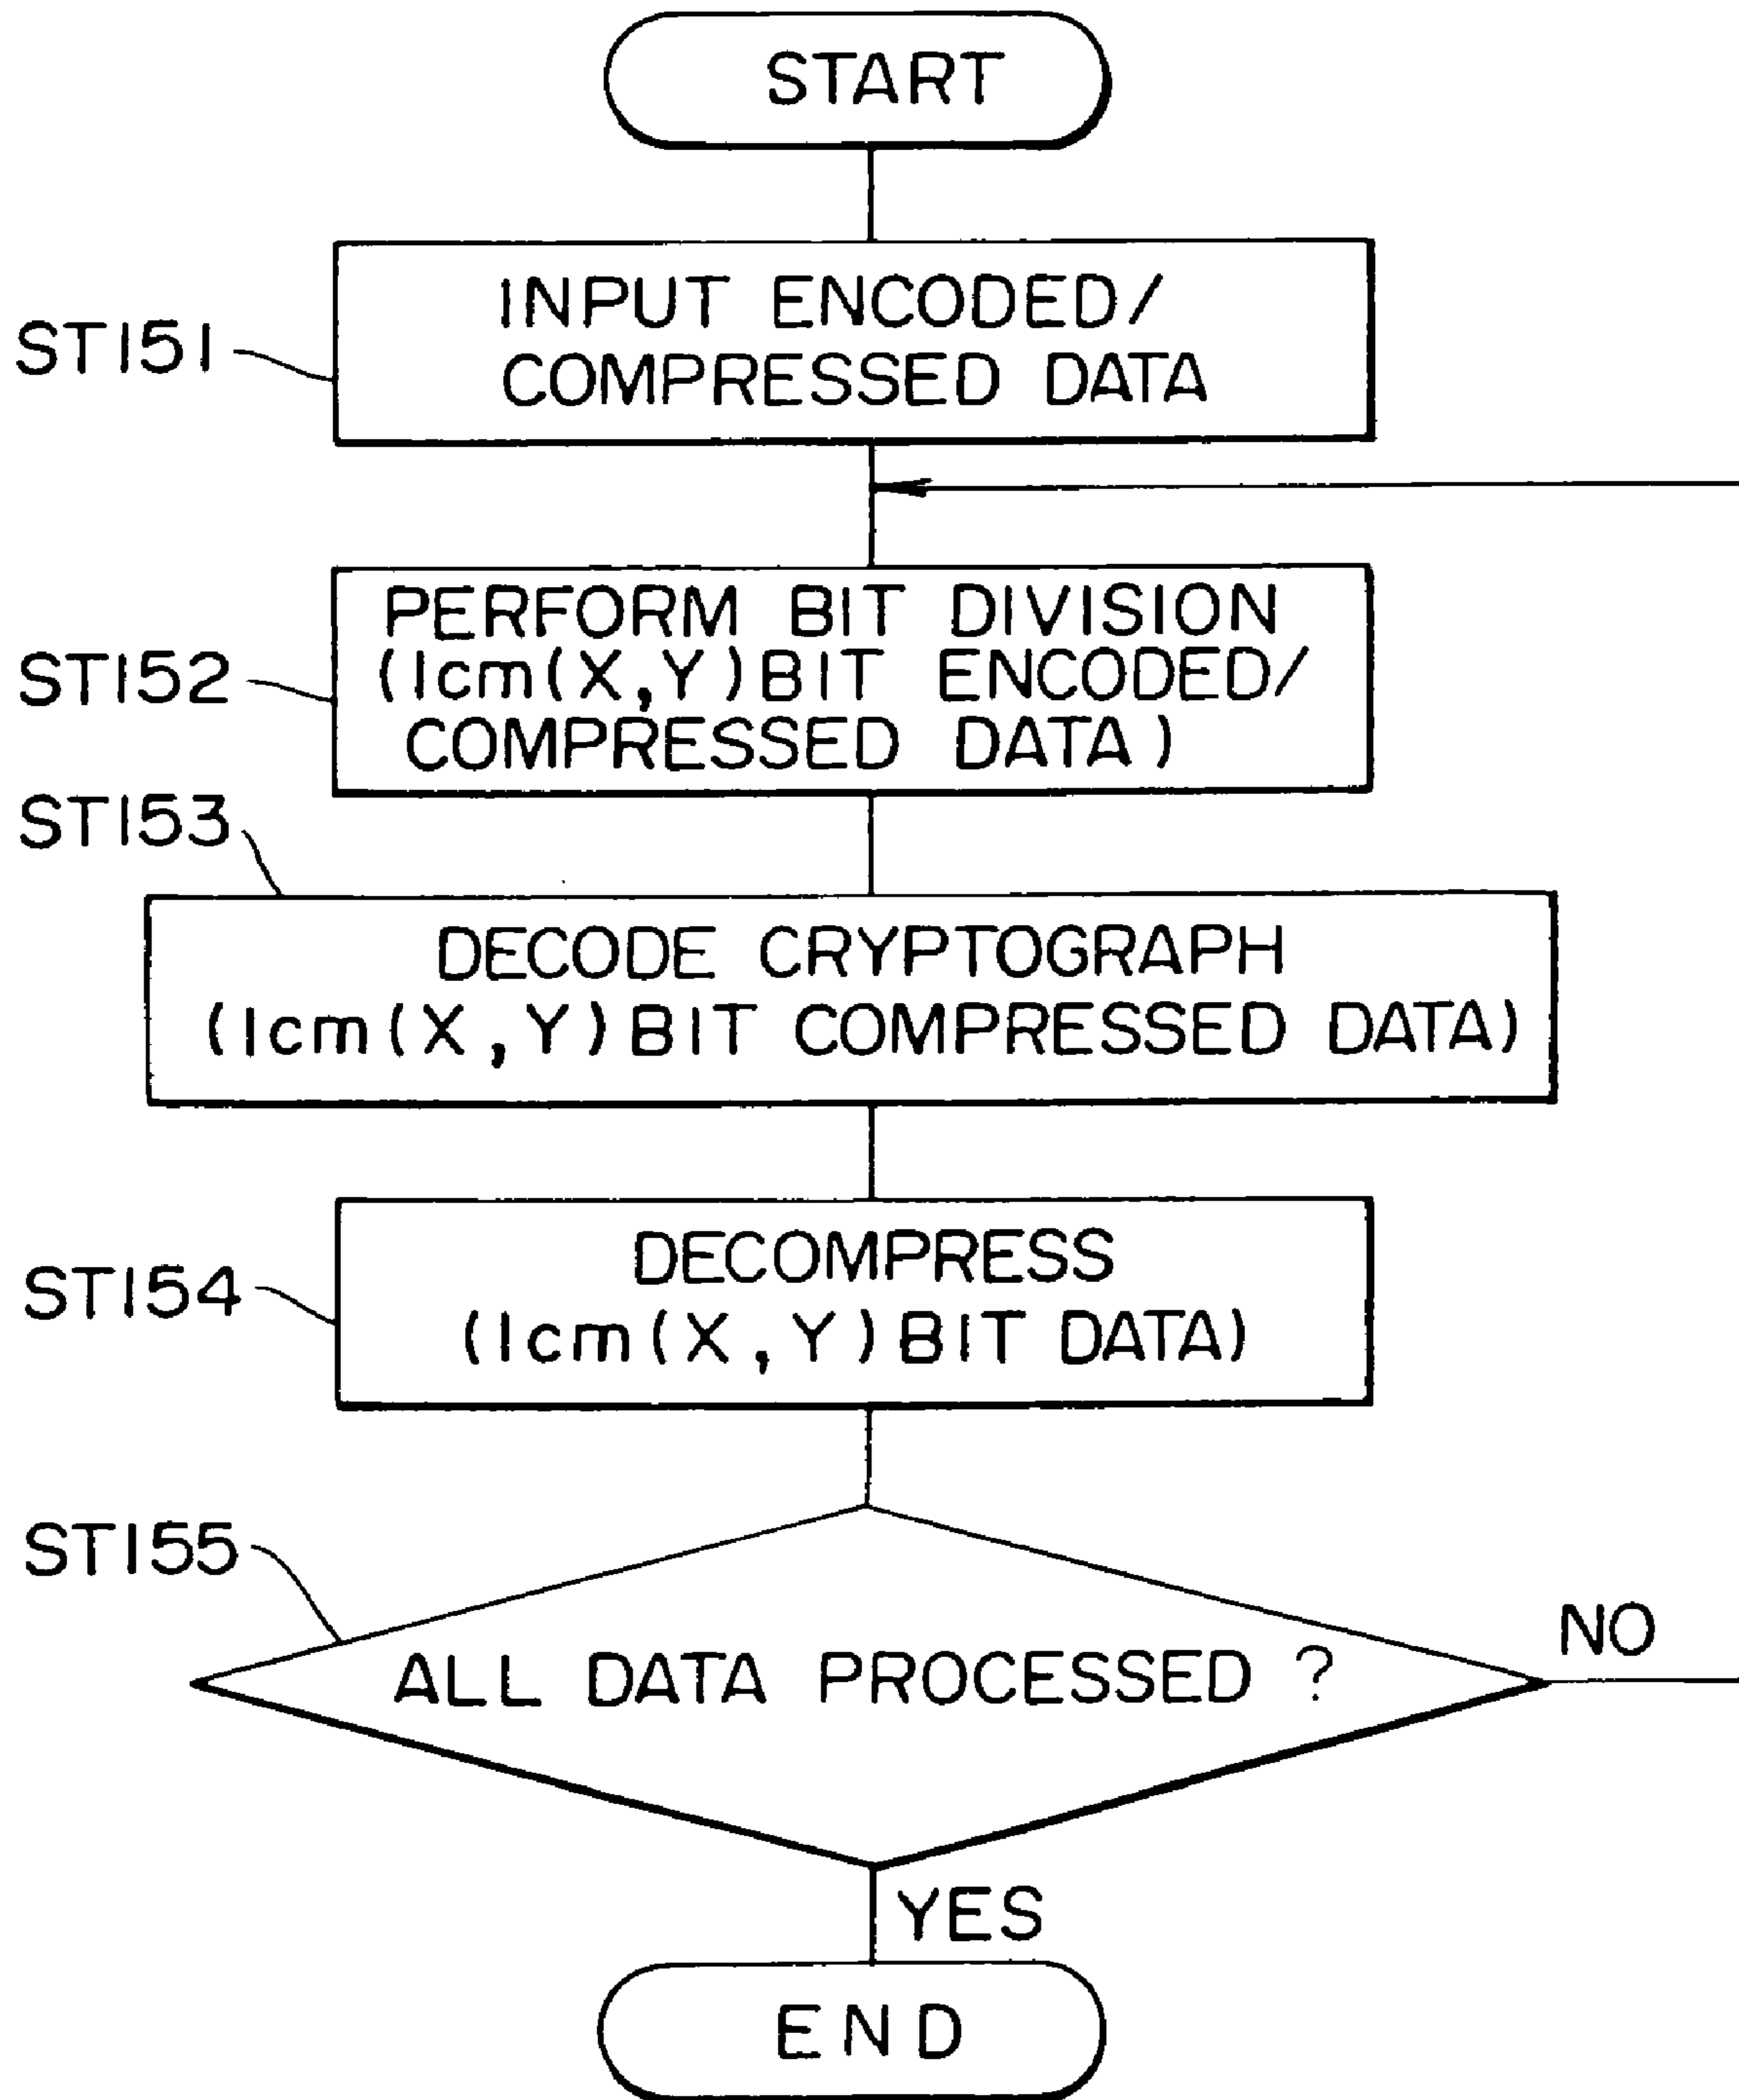 START
INPUT ENCODED/
COMPRESSED DATA
ST151
PERFORM BIT DIVISION
(lcm(X,Y)BIT ENCODED/
COMPRESSED DATA)
ST152
ST153
DECODE CRYPTOGRAPH
(lcm(X,Y)BIT COMPRESSED DATA)
DECOMPRESS
(lcm(X,Y)BIT DATA)
ST154
ST155
ALL DATA PROCESSED ?
NO
YES
END